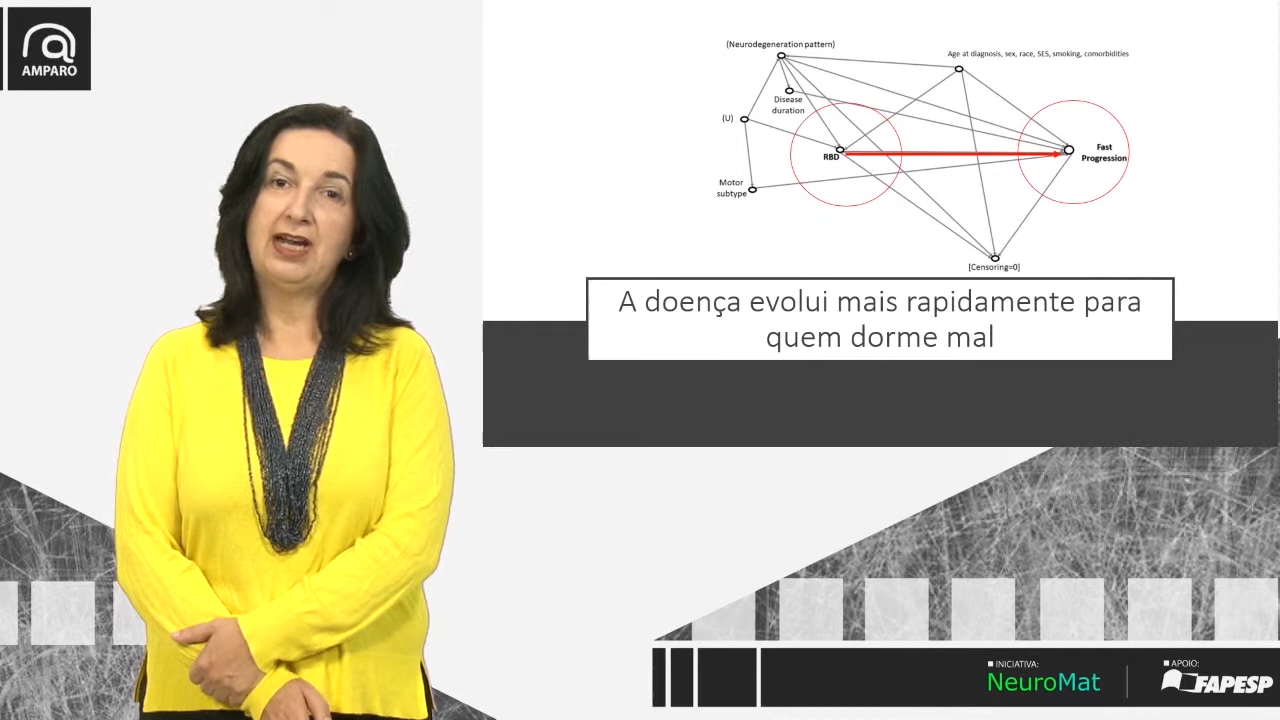 AMPARO
(Neurodegeneration pattern)
Age at diagnosis, sex, race, SES, smoking, comorbidities
Disease
duration
(U)
RBD
Fast
Progression
Motor
subtype
[Censoring=0]
A doença evolui mais rapidamente para
quem dorme mal
INICIATIVA:
NeuroMat
APOIO:
FAPESP